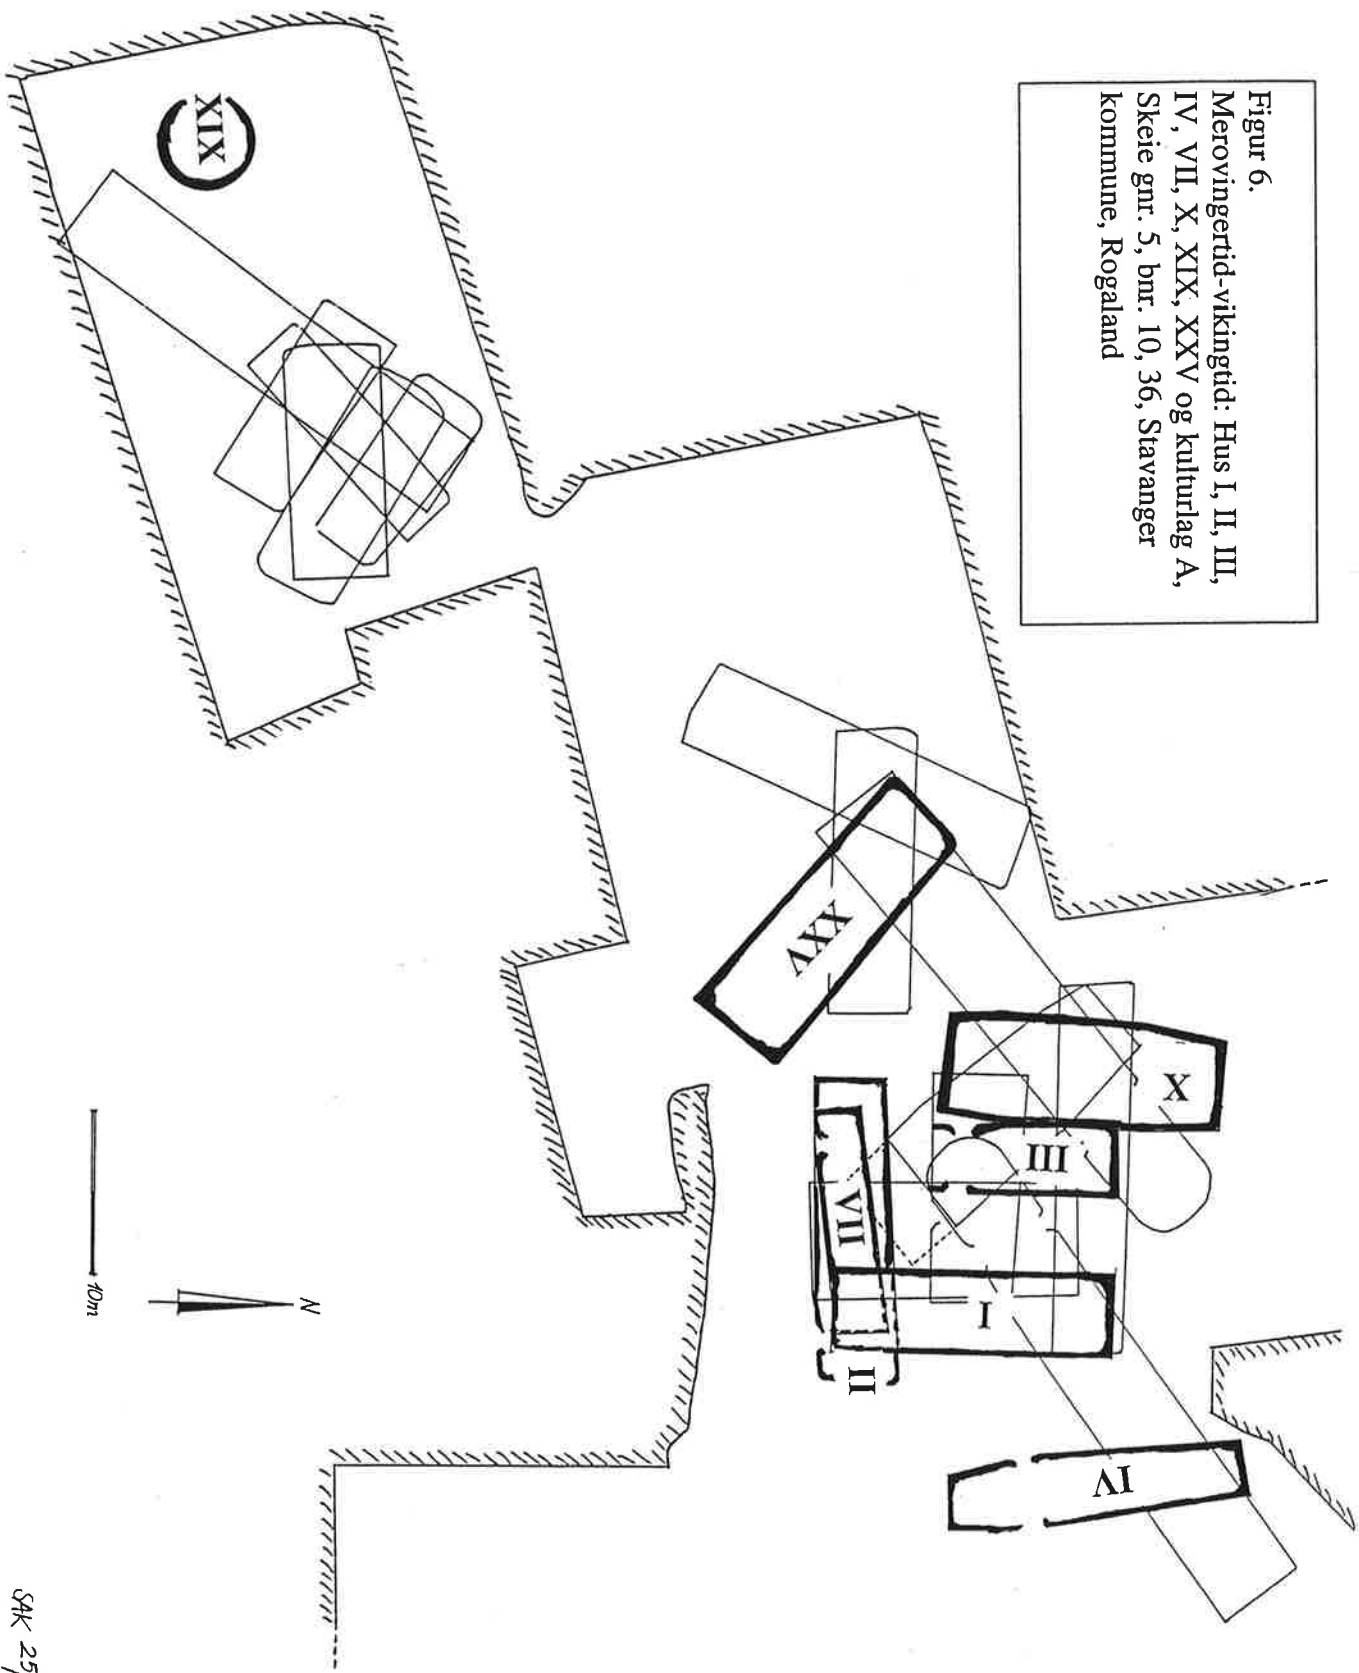 Figur 6.
Merovingertid-vikingtid: Hus I, II, III,
IV, VII, X, XIX, XXV og kulturlag A,
Skeie gnr. 5, bnr. 10, 36, Stavanger
kommune, Rogaland
XIX
XXV
X
III
VII
I
II
IV
10m
N
SAK 25